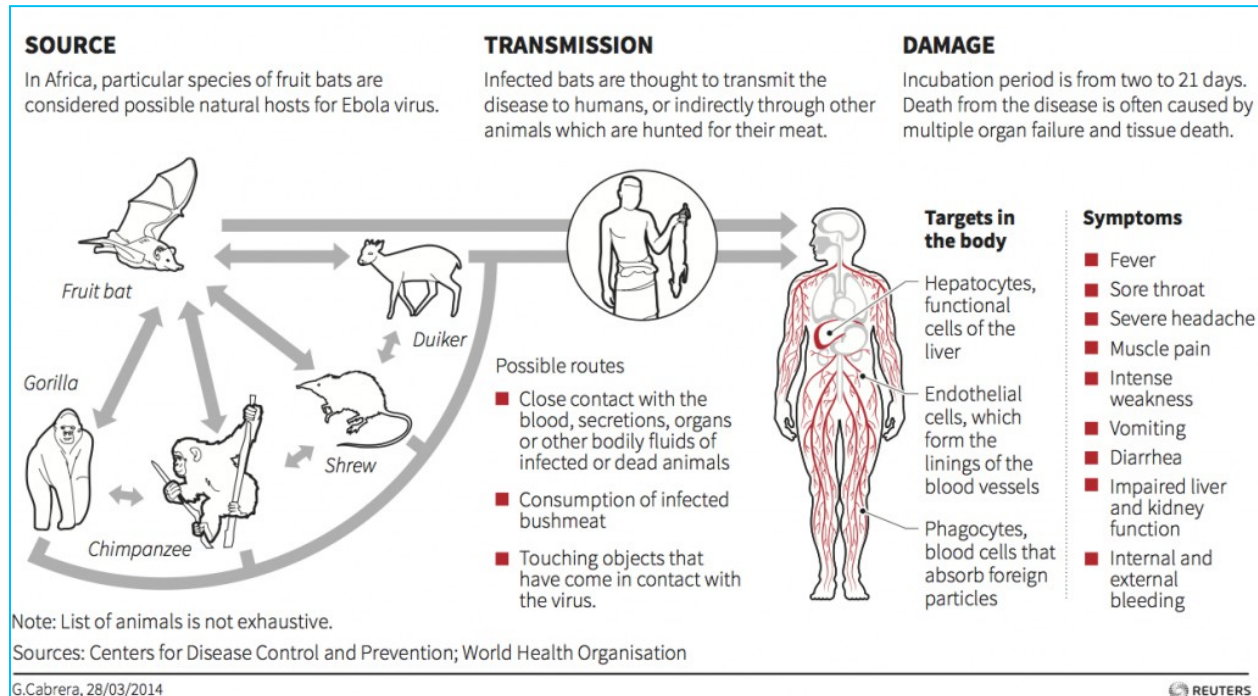 SOURCE
In Africa, particular species of fruit bats are
considered possible natural hosts for Ebola virus.
TRANSMISSION
Infected bats are thought to transmit the
disease to humans, or indirectly through other
animals which are hunted for their meat.
DAMAGE
Incubation period is from two to 21 days.
Death from the disease is often caused by
multiple organ failure and tissue death.
Fruit bat
Duiker
Gorilla
Shrew
Chimpanzee
Possible routes
Close contact with the
blood, secretions, organs
or other bodily fluids of
infected or dead animals
Consumption of infected
bushmeat
Touching objects that
have come in contact with
the virus.
Targets in
the body
Hepatocytes,
functional
cells of the
liver
Endothelial
cells, which
form the
linings of the
blood vessels
Phagocytes,
blood cells that
absorb foreign
particles
Symptoms
Fever
Sore throat
Severe headache
Muscle pain
Intense
weakness
Vomiting
Diarrhea
Impaired liver
and kidney
function
Internal and
external
bleeding
Note: List of animals is not exhaustive.
Sources: Centers for Disease Control and Prevention; World Health Organisation
G.Cabrera, 28/03/2014
REUTERS